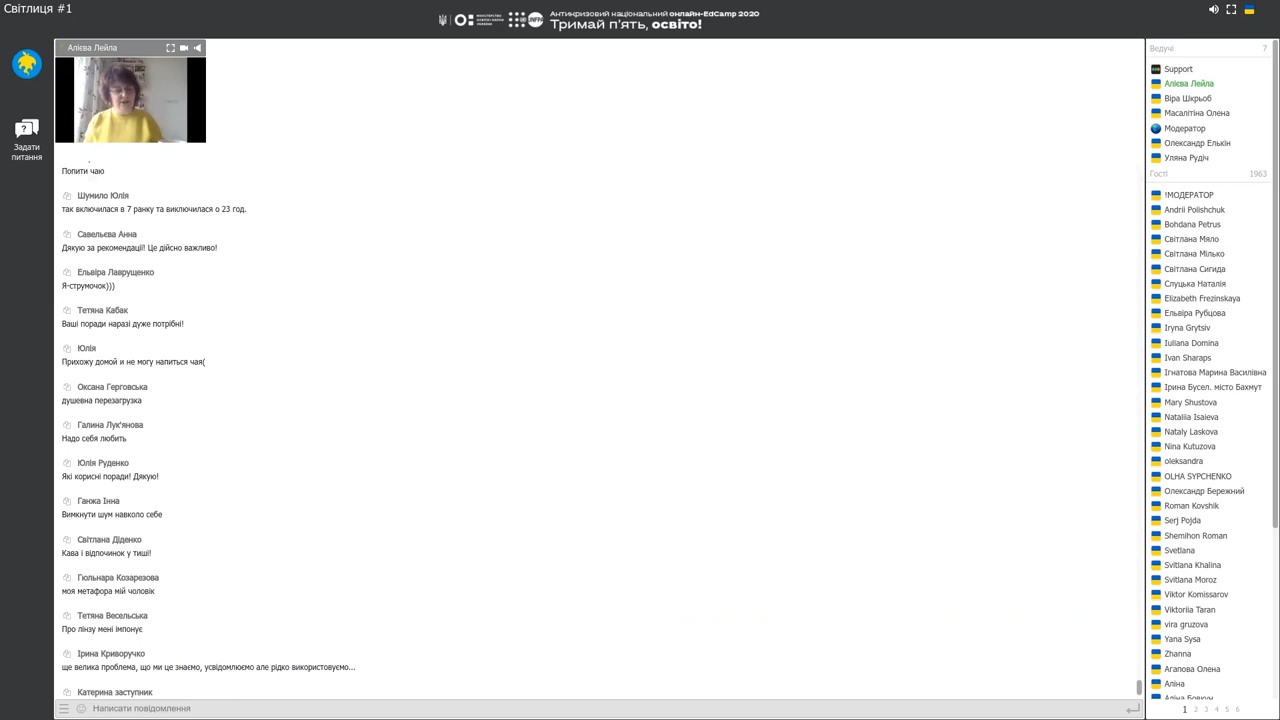 Світлиця #1
МІНІСТЕРСТВО ОСВІТИ І НАУКИ УКРАЇНИ
Антикризовий національний онлайн-EdCamp 2020
Тримай п'ять, освіто!
Алієва Лейла
Задати питання
Попити чаю
Шумило Юлія
так включилася в 7 ранку та виключилася о 23 год.
Савельєва Анна
Дякую за рекомендації! Це дійсно важливо!
Ельвіра Лаврущенко
Я-струмочок)))
Тетяна Кабак
Ваші поради наразі дуже потрібні!
Юлія
Прихожу домой и не могу напиться чая(
Оксана Герговська
душевна перезагрузка
Галина Лук'янова
Надо себя любить
Юлія Руденко
Які корисні поради! Дякую!
Ганжа Інна
Вимкнути шум навколо себе
Світлана Діденко
Кава і відпочинок у тиші!
Гюльнара Козарезова
моя метафора мій чоловік
Тетяна Весельська
Про лінзу мені імпонує
Ірина Криворучко
ще велика проблема, що ми це знаємо, усвідомлюємо але рідко використовуємо...
Катерина заступник
Написати повідомлення
Ведучі 7
Support
Алієва Лейла
Віра Шкрьоб
Масалітіна Олена
Модератор
Олександр Елькін
Уляна Рудіч
Гості 1963
!МОДЕРАТОР
Andrii Polishchuk
Bohdana Petrus
Світлана Мяло
Світлана Мілько
Світлана Сигида
Слуцька Наталія
Elizabeth Frezinskaya
Ельвіра Рубцова
Iryna Grytsiv
Iuliana Domina
Ivan Sharaps
Ігнатова Марина Василівна
Ірина Бусел. місто Бахмут
Mary Shustova
Nataliia Isaieva
Nataly Laskova
Nina Kutuzova
oleksandra
OLHA SYPCHENKO
Олександр Бережний
Roman Kovshik
Serj Pojda
Shemihon Roman
Svetlana
Svitlana Khalina
Svitlana Moroz
Viktor Komissarov
Viktoriia Taran
vira gruzova
Yana Sysa
Zhanna
Агапова Олена
Аліна
Аліна Бовкун
1 2 3 4 5 6